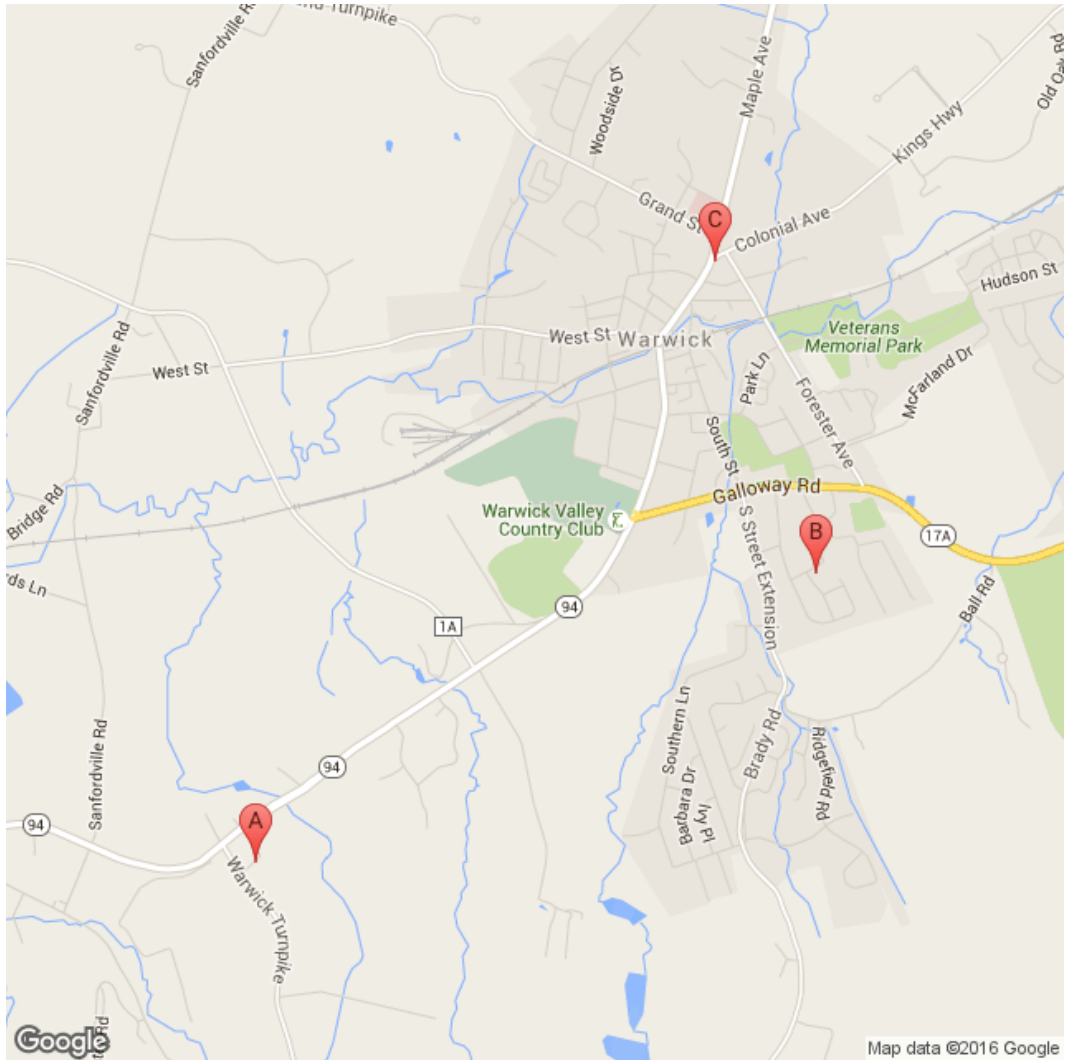 Sanfordville Rd
Turnpike
Maple Ave
Woodside Dr
Old Oak Rd
Kings Hwy
Grand St
C
Colonial Ave
Hudson St
Veterans
Memorial Park
West St
Warwick
West St
Sanfordville Rd
Park Ln
McFarland Dr
Forester Ave
South St
Galloway Rd
Bridge Rd
Warwick Valley
Country Club
S Street Extension
B
17A
Ball Rd
94
1A
Southern Ln
Barbara Dr
Ivy Pl
Brady Rd
Ridgefield Rd
Sanfordville Rd
94
94
A
Warwick Turnpike
Google
Map data ©2016 Google